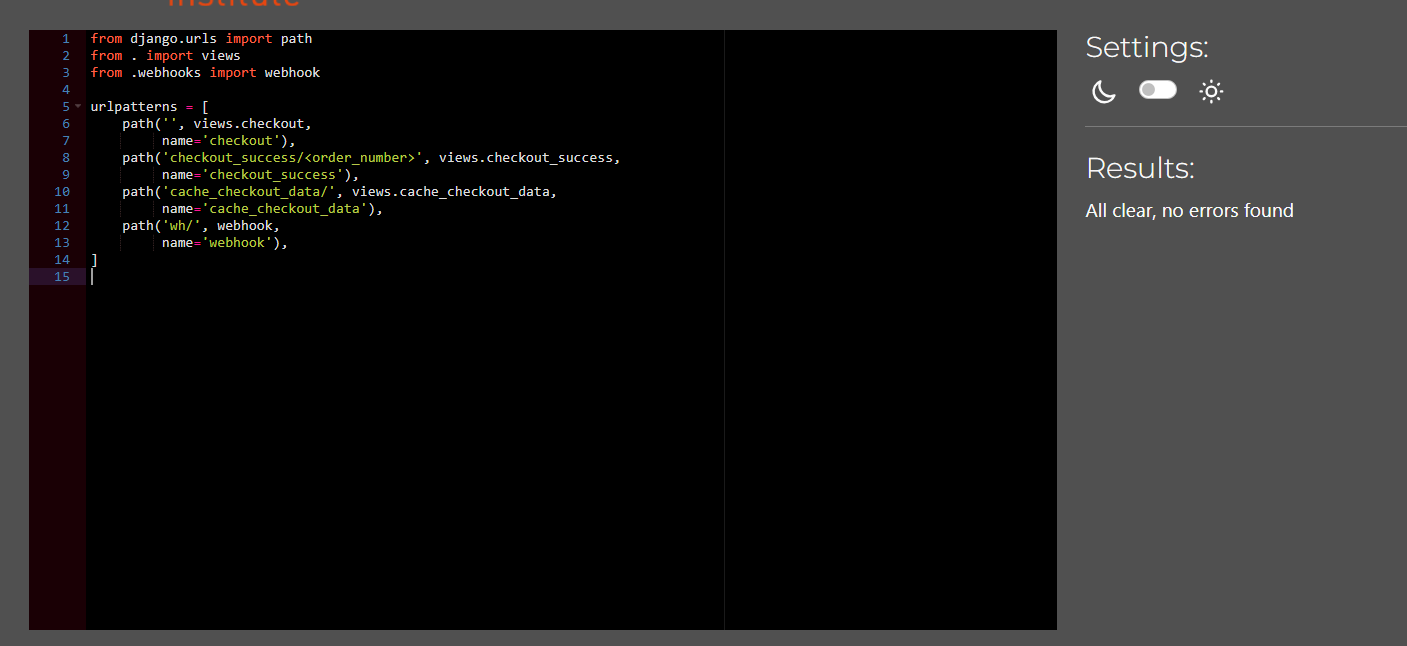 Institute
1 from django.urls import path
2 from . import views
3 from .webhooks import webhook
4
5 urlpatterns = [
6     path('', views.checkout,
7          name='checkout'),
8     path('checkout_success/<order_number>', views.checkout_success,
9          name='checkout_success'),
10     path('cache_checkout_data/', views.cache_checkout_data,
11          name='cache_checkout_data'),
12     path('wh/', webhook,
13          name='webhook'),
14 ]
15
Settings:
Results:
All clear, no errors found